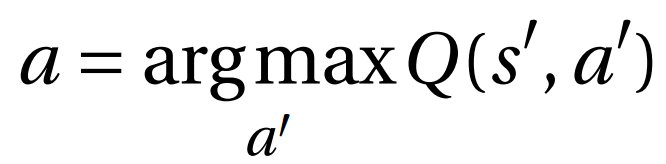 a = arg max Q(s′, a′)
a′